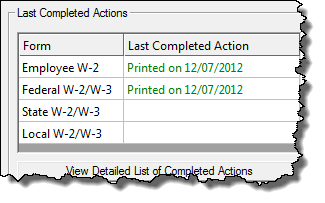 Last Completed Actions
Form Last Completed Action
Employee W-2 Printed on 12/07/2012
Federal W-2/W-3 Printed on 12/07/2012
State W-2/W-3
Local W-2/W-3
View Detailed List of Completed Actions